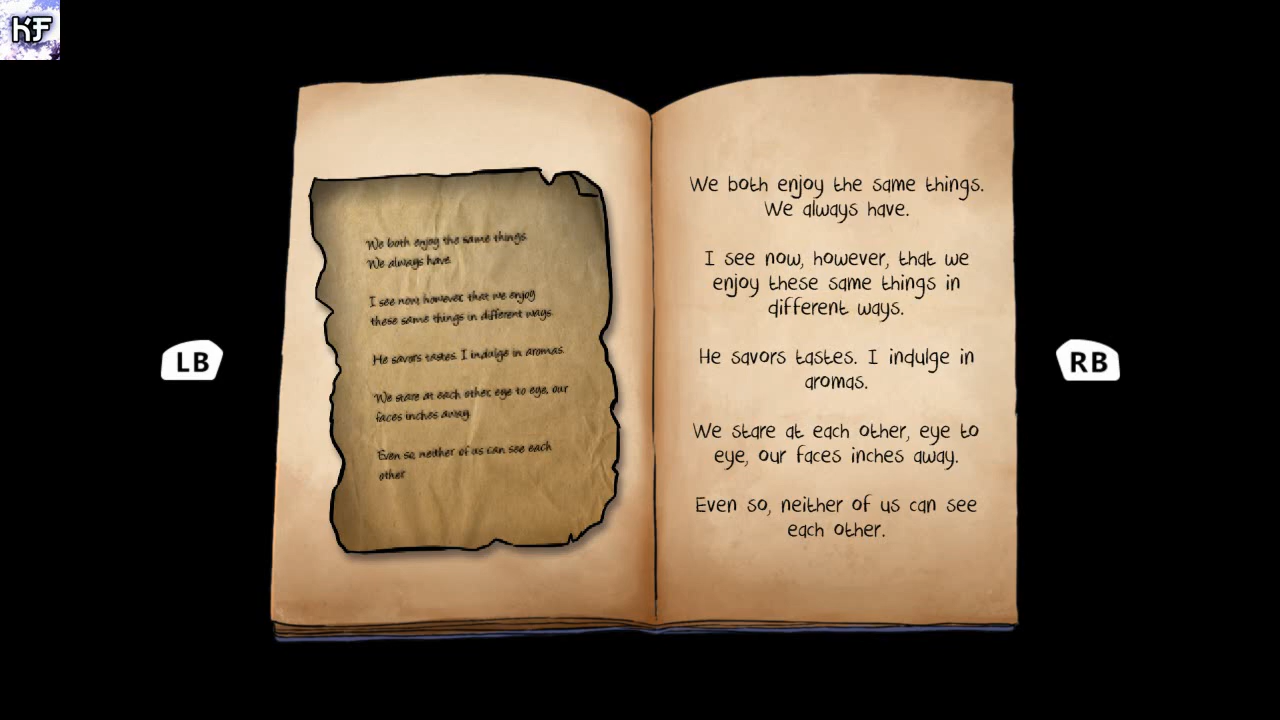 KF
We both enjoy the same things.
We always have.
I see now, however, that we enjoy
these same things in different ways.
He savors tastes. I indulge in aromas.
We stare at each other, eye to eye, our
faces inches away.
Even so, neither of us can see each
other.
We both enjoy the same things.
We always have.
I see now, however, that we
enjoy these same things in
different ways.
He savors tastes. I indulge in
aromas.
We stare at each other, eye to
eye, our faces inches away.
Even so, neither of us can see
each other.
LB
RB